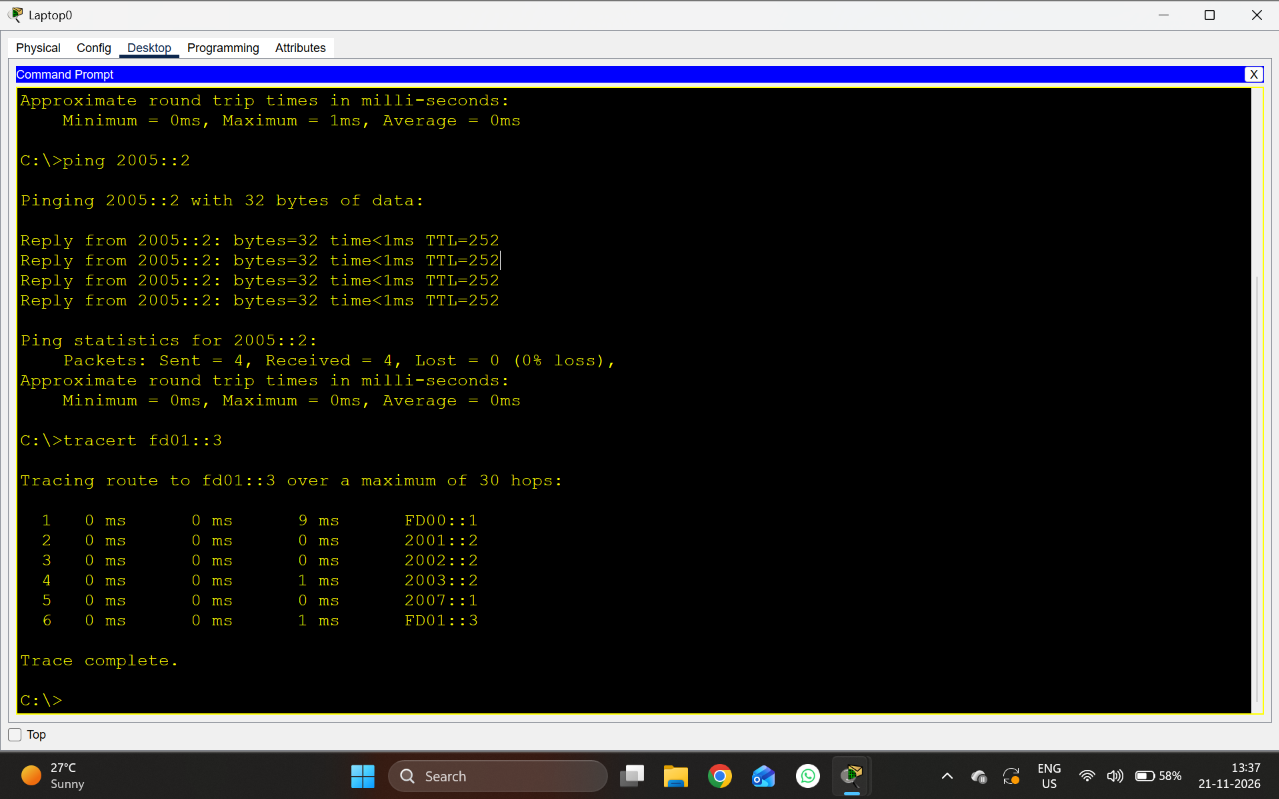 Laptop0
Physical Config Desktop Programming Attributes
Command Prompt
X
Approximate round trip times in milli-seconds:
    Minimum = 0ms, Maximum = 1ms, Average = 0ms
C:\>ping 2005::2
Pinging 2005::2 with 32 bytes of data:
Reply from 2005::2: bytes=32 time<1ms TTL=252
Reply from 2005::2: bytes=32 time<1ms TTL=252
Reply from 2005::2: bytes=32 time<1ms TTL=252
Reply from 2005::2: bytes=32 time<1ms TTL=252
Ping statistics for 2005::2:
    Packets: Sent = 4, Received = 4, Lost = 0 (0% loss),
Approximate round trip times in milli-seconds:
    Minimum = 0ms, Maximum = 0ms, Average = 0ms
C:\>tracert fd01::3
Tracing route to fd01::3 over a maximum of 30 hops:
  1   0 ms      0 ms      9 ms      FD00::1
  2   0 ms      0 ms      0 ms      2001::2
  3   0 ms      0 ms      0 ms      2002::2
  4   0 ms      0 ms      1 ms      2003::2
  5   0 ms      0 ms      0 ms      2007::1
  6   0 ms      0 ms      1 ms      FD01::3
Trace complete.
C:\>
Top
27°C
Sunny
Search
ENG
US
58%
13:37
21-11-2026